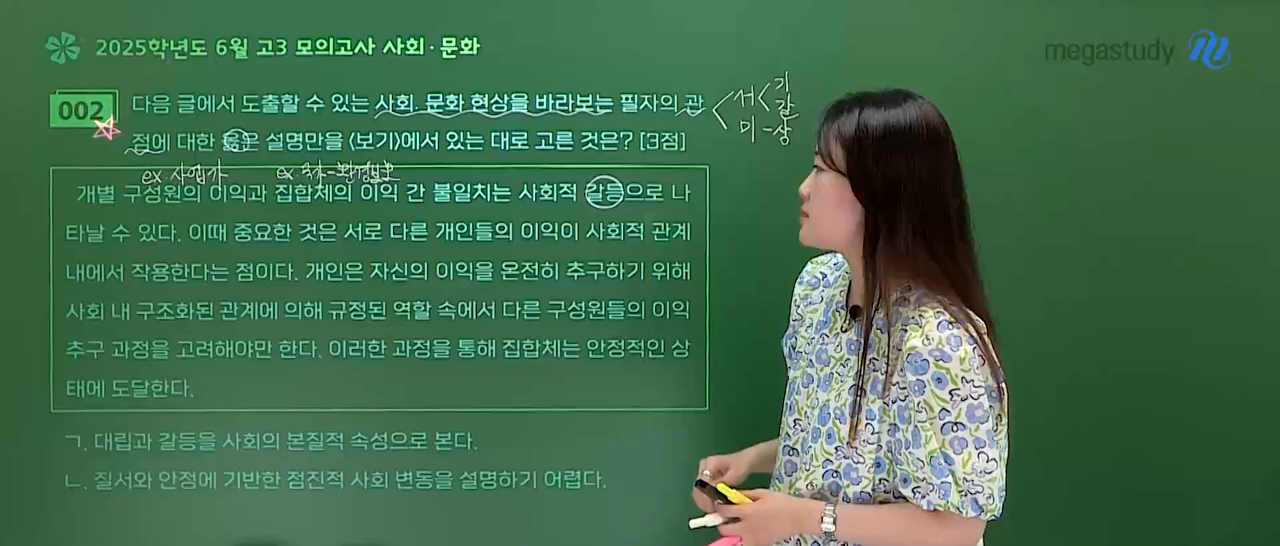 2025학년도 6월 고3 모의고사 사회·문화
megastudy
002
다음 글에서 도출할 수 있는 사회. 문화 현상을 바라보는 필자의 관
점에 대한 옳은 설명만을 <보기>에서 있는 대로 고른 것은? [3점]
서 기
갈
미 - 상
ex. 사업가 ex. 국가-환경보호
개별 구성원의 이익과 집합체의 이익 간 불일치는 사회적 갈등으로 나
타날 수 있다. 이때 중요한 것은 서로 다른 개인들의 이익이 사회적 관계
내에서 작용한다는 점이다. 개인은 자신의 이익을 온전히 추구하기 위해
사회 내 구조화된 관계에 의해 규정된 역할 속에서 다른 구성원들의 이익
추구 과정을 고려해야만 한다. 이러한 과정을 통해 집합체는 안정적인 상
태에 도달한다.
ㄱ. 대립과 갈등을 사회의 본질적 속성으로 본다.
ㄴ. 질서와 안정에 기반한 점진적 사회 변동을 설명하기 어렵다.